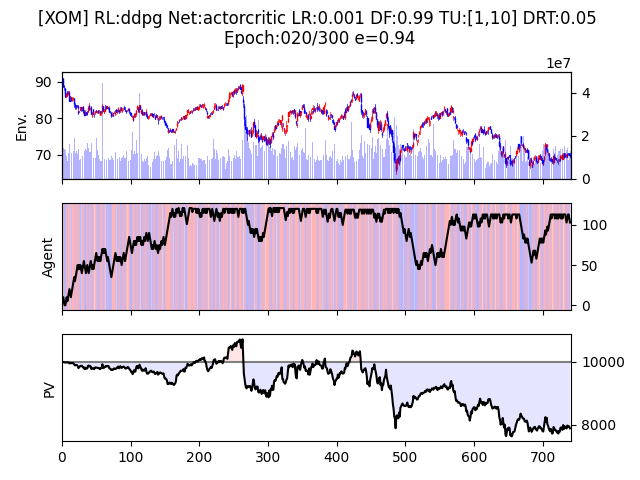 [XOM] RL:ddpg Net:actorcritic LR:0.001 DF:0.99 TU:[1,10] DRT:0.05
Epoch:020/300 e=0.94
1e7
Env.
90
80
70
4
2
0
Agent
100
50
0
PV
10000
8000
0 100 200 300 400 500 600 700